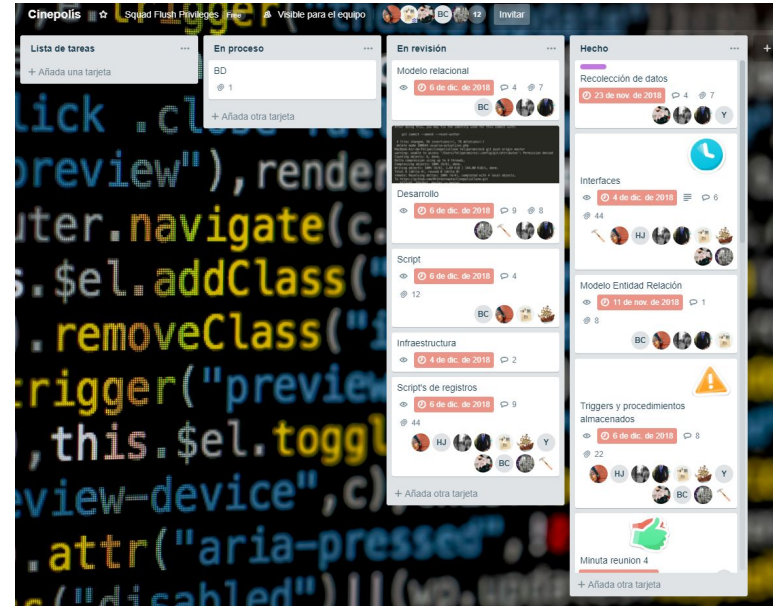 Cinepolis
Squad Flush Privileges Free
Visible para el equipo
BC
12
Invitar
Lista de tareas
+ Añada una tarjeta
En proceso
BD
1
+ Añada otra tarjeta
En revisión
Modelo relacional
6 de dic. de 2018 4 7
BC
Desarrollo
6 de dic. de 2018 9 8
Script
6 de dic. de 2018 4
12
BC
Infraestructura
4 de dic. de 2018 2
Script's de registros
6 de dic. de 2018 9
44
HJ Y
BC
+ Añada otra tarjeta
Hecho
Recolección de datos
23 de nov. de 2018 4 7
Y
Interfaces
4 de dic. de 2018 6
44
HJ
Modelo Entidad Relación
11 de nov. de 2018 1
8
BC
Triggers y procedimientos
almacenados
6 de dic. de 2018 8
22
HJ Y
BC
Minuta reunion 4
+ Añada otra tarjeta
+
preview"),render
uter.navigate(c.
.$el.addClass("
.removeClass("i
trigger("preview
,this.$el.toggl
eview-device",c)
.attr("aria-pressed",